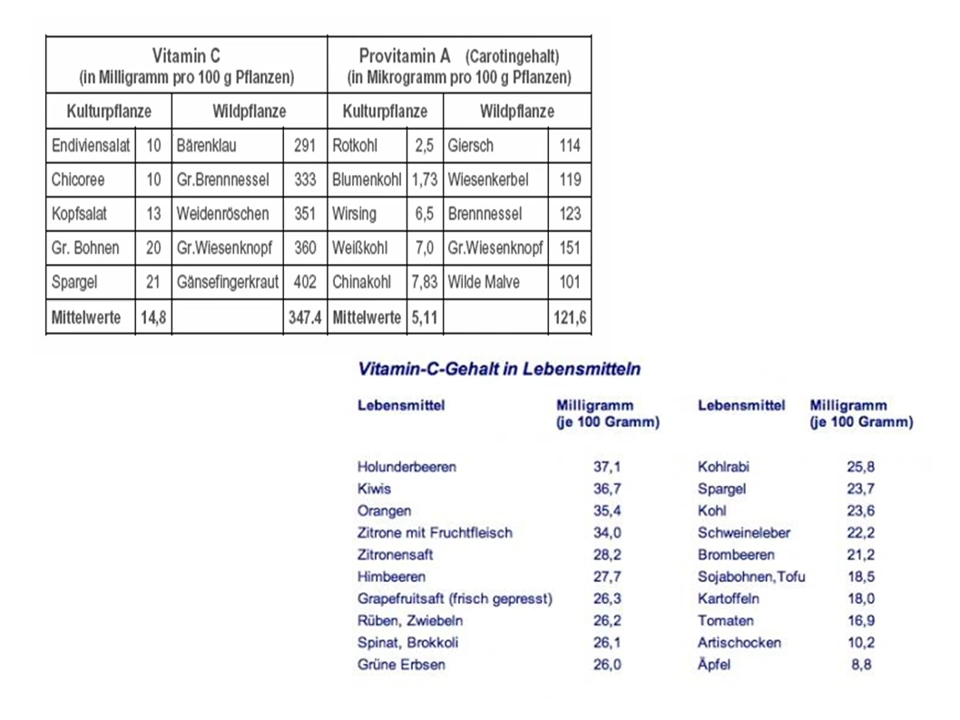 Vitamin C Provitamin A (Carotingehalt)
(in Milligramm pro 100 g Pflanzen) (in Mikrogramm pro 100 g Pflanzen)
Kulturpflanze Wildpflanze Kulturpflanze Wildpflanze
Endiviensalat 10 Bärenklau 291 Rotkohl 2,5 Giersch 114
Chicoree 10 Gr.Brennnessel 333 Blumenkohl 1,73 Wiesenkerbel 119
Kopfsalat 13 Weidenröschen 351 Wirsing 6,5 Brennnessel 123
Gr. Bohnen 20 Gr.Wiesenknopf 360 Weißkohl 7,0 Gr.Wiesenknopf 151
Spargel 21 Gänsefingerkraut 402 Chinakohl 7,83 Wilde Malve 101
Mittelwerte 14,8 347.4 Mittelwerte 5,11 121,6
Vitamin-C-Gehalt in Lebensmitteln
Lebensmittel Milligramm Lebensmittel Milligramm
(je 100 Gramm) (je 100 Gramm)
Holunderbeeren 37,1 Kohlrabi 25,8
Kiwis 36,7 Spargel 23,7
Orangen 35,4 Kohl 23,6
Zitrone mit Fruchtfleisch 34,0 Schweineleber 22,2
Zitronensaft 28,2 Brombeeren 21,2
Himbeeren 27,7 Sojabohnen,Tofu 18,5
Grapefruitsaft (frisch gepresst) 26,3 Kartoffeln 18,0
Rüben, Zwiebeln 26,2 Tomaten 16,9
Spinat, Brokkoli 26,1 Artischocken 10,2
Grüne Erbsen 26,0 Äpfel 8,8